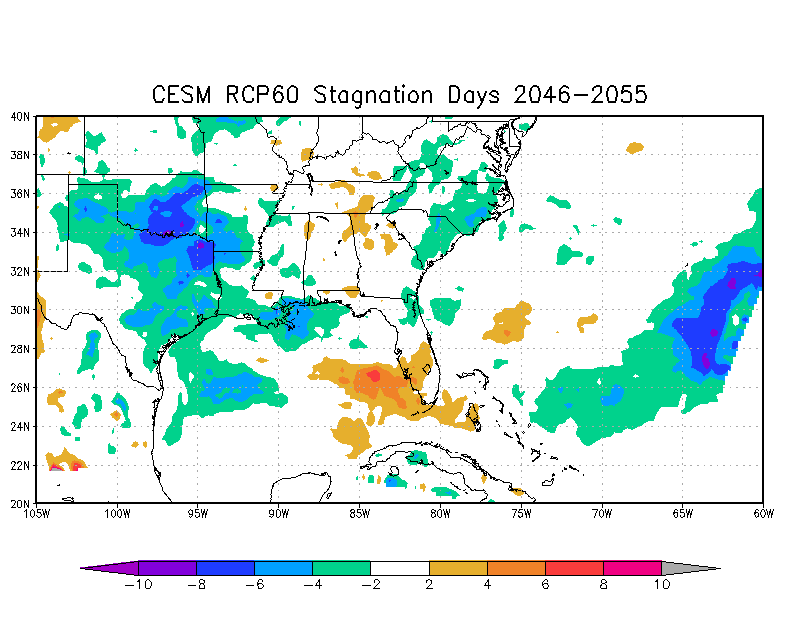 CESM RCP60 Stagnation Days 2046-2055
40N
38N
36N
34N
32N
30N
28N
26N
24N
22N
20N
105W 100W 95W 90W 85W 80W 75W 70W 65W 60W
-10 -8 -6 -4 -2 2 4 6 8 10